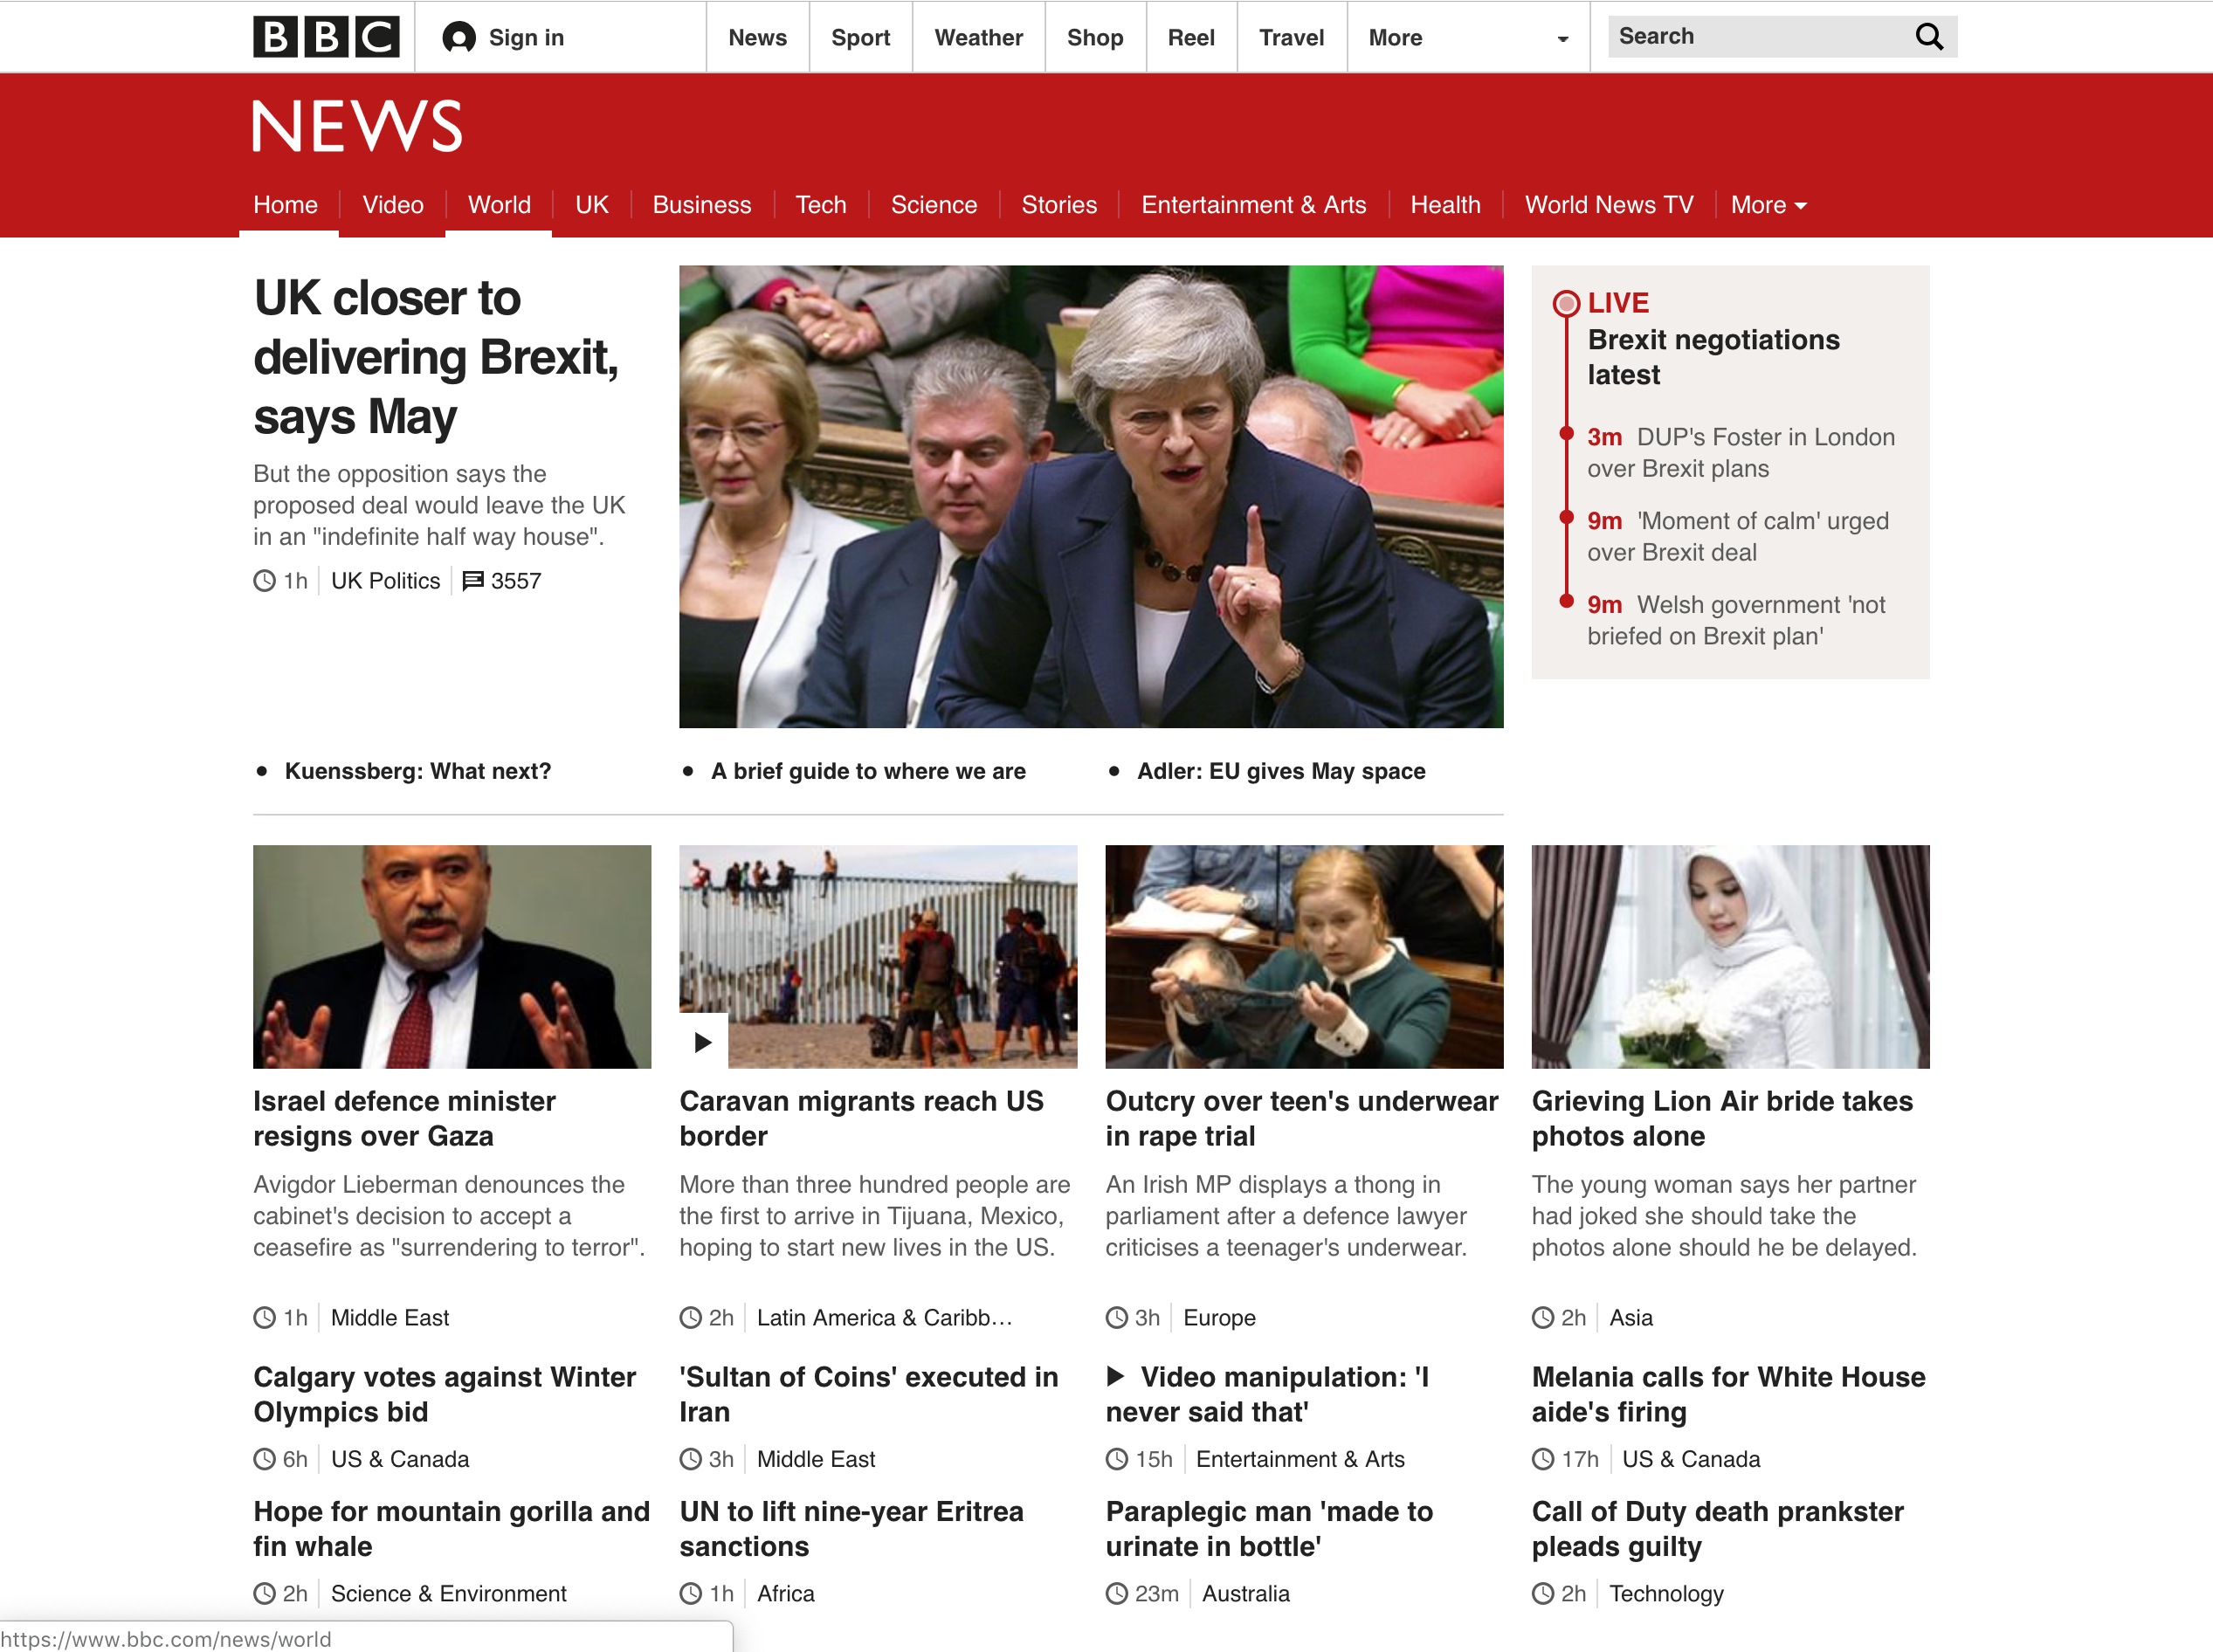 BBC
Sign in
News
Sport
Weather
Shop
Reel
Travel
More
Search
NEWS
Home
Video
World
UK
Business
Tech
Science
Stories
Entertainment & Arts
Health
World News TV
More
UK closer to
delivering Brexit,
says May
But the opposition says the
proposed deal would leave the UK
in an "indefinite half way house".
1h UK Politics 3557
LIVE
Brexit negotiations
latest
3m DUP's Foster in London
over Brexit plans
9m 'Moment of calm' urged
over Brexit deal
9m Welsh government 'not
briefed on Brexit plan'
• Kuenssberg: What next?
• A brief guide to where we are
• Adler: EU gives May space
Israel defence minister
resigns over Gaza
Avigdor Lieberman denounces the
cabinet's decision to accept a
ceasefire as "surrendering to terror".
1h Middle East
Caravan migrants reach US
border
More than three hundred people are
the first to arrive in Tijuana, Mexico,
hoping to start new lives in the US.
2h Latin America & Caribb…
Outcry over teen's underwear
in rape trial
An Irish MP displays a thong in
parliament after a defence lawyer
criticises a teenager's underwear.
3h Europe
Grieving Lion Air bride takes
photos alone
The young woman says her partner
had joked she should take the
photos alone should he be delayed.
2h Asia
Calgary votes against Winter
Olympics bid
6h US & Canada
'Sultan of Coins' executed in
Iran
3h Middle East
Video manipulation: 'I
never said that'
15h Entertainment & Arts
Melania calls for White House
aide's firing
17h US & Canada
Hope for mountain gorilla and
fin whale
2h Science & Environment
UN to lift nine-year Eritrea
sanctions
1h Africa
Paraplegic man 'made to
urinate in bottle'
23m Australia
Call of Duty death prankster
pleads guilty
2h Technology
https://www.bbc.com/news/world